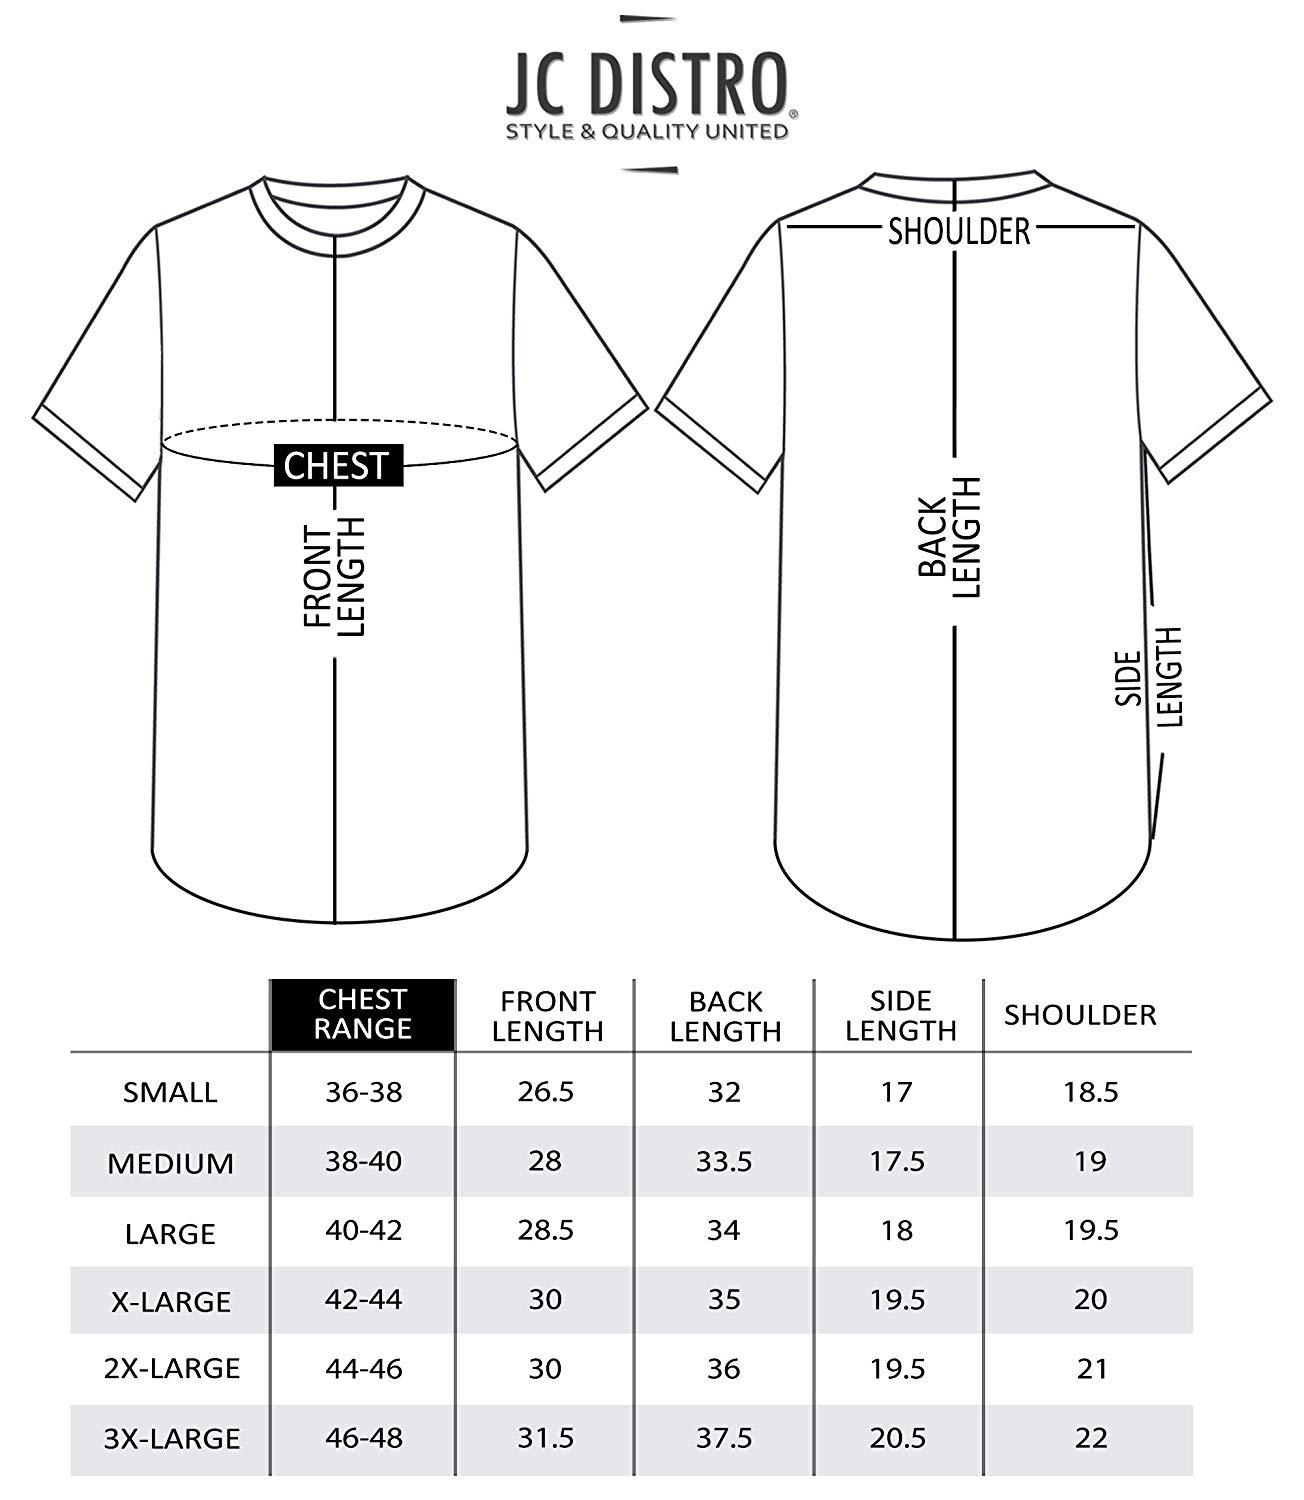 JC DISTRO®
STYLE & QUALITY UNITED
SHOULDER
CHEST
FRONT
LENGTH
BACK
LENGTH
SIDE
LENGTH
CHEST RANGE FRONT LENGTH BACK LENGTH SIDE LENGTH SHOULDER
SMALL 36-38 26.5 32 17 18.5
MEDIUM 38-40 28 33.5 17.5 19
LARGE 40-42 28.5 34 18 19.5
X-LARGE 42-44 30 35 19.5 20
2X-LARGE 44-46 30 36 19.5 21
3X-LARGE 46-48 31.5 37.5 20.5 22